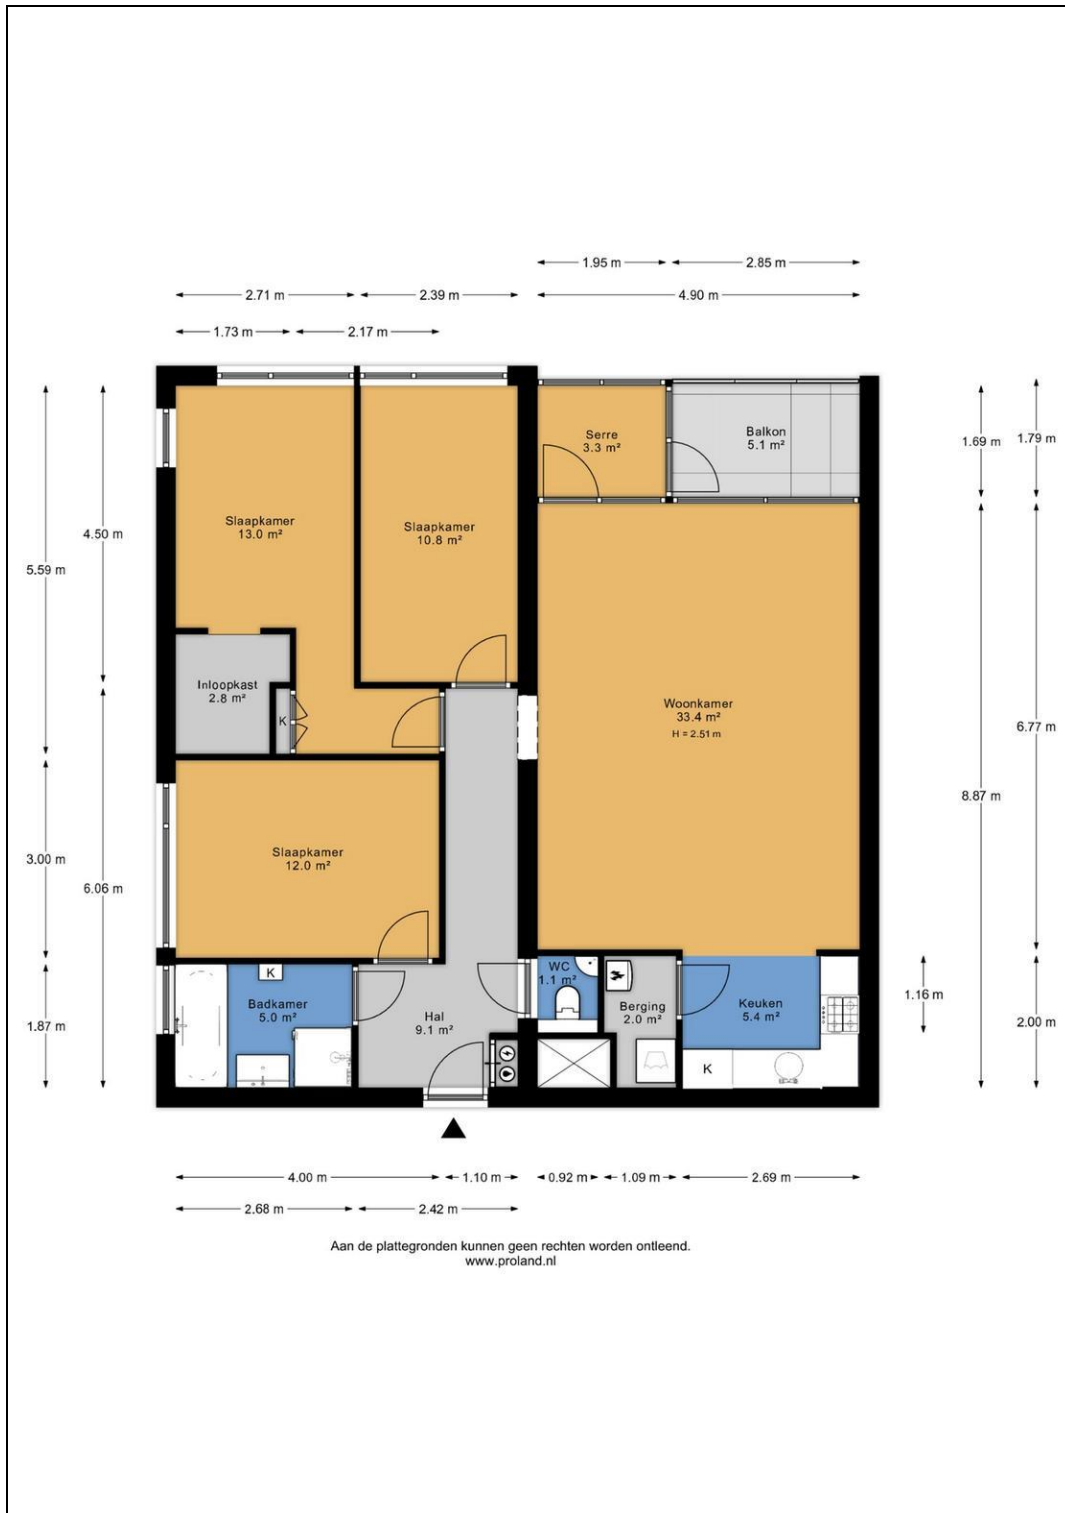 1.95 m
2.85 m
2.71 m
2.39 m
4.90 m
1.73 m
2.17 m
Serre
3.3 m²
Balkon
5.1 m²
1.69 m
1.79 m
Slaapkamer
13.0 m²
Slaapkamer
10.8 m²
4.50 m
5.59 m
Inloopkast
2.8 m²
K
Woonkamer
33.4 m²
H = 2.51 m
6.77 m
8.87 m
Slaapkamer
12.0 m²
3.00 m
6.06 m
K
Badkamer
5.0 m²
1.87 m
Hal
9.1 m²
WC
1.1 m²
Berging
2.0 m²
Keuken
5.4 m²
K
1.16 m
2.00 m
4.00 m
1.10 m
0.92 m
1.09 m
2.69 m
2.68 m
2.42 m
Aan de plattegronden kunnen geen rechten worden ontleend.
www.proland.nl